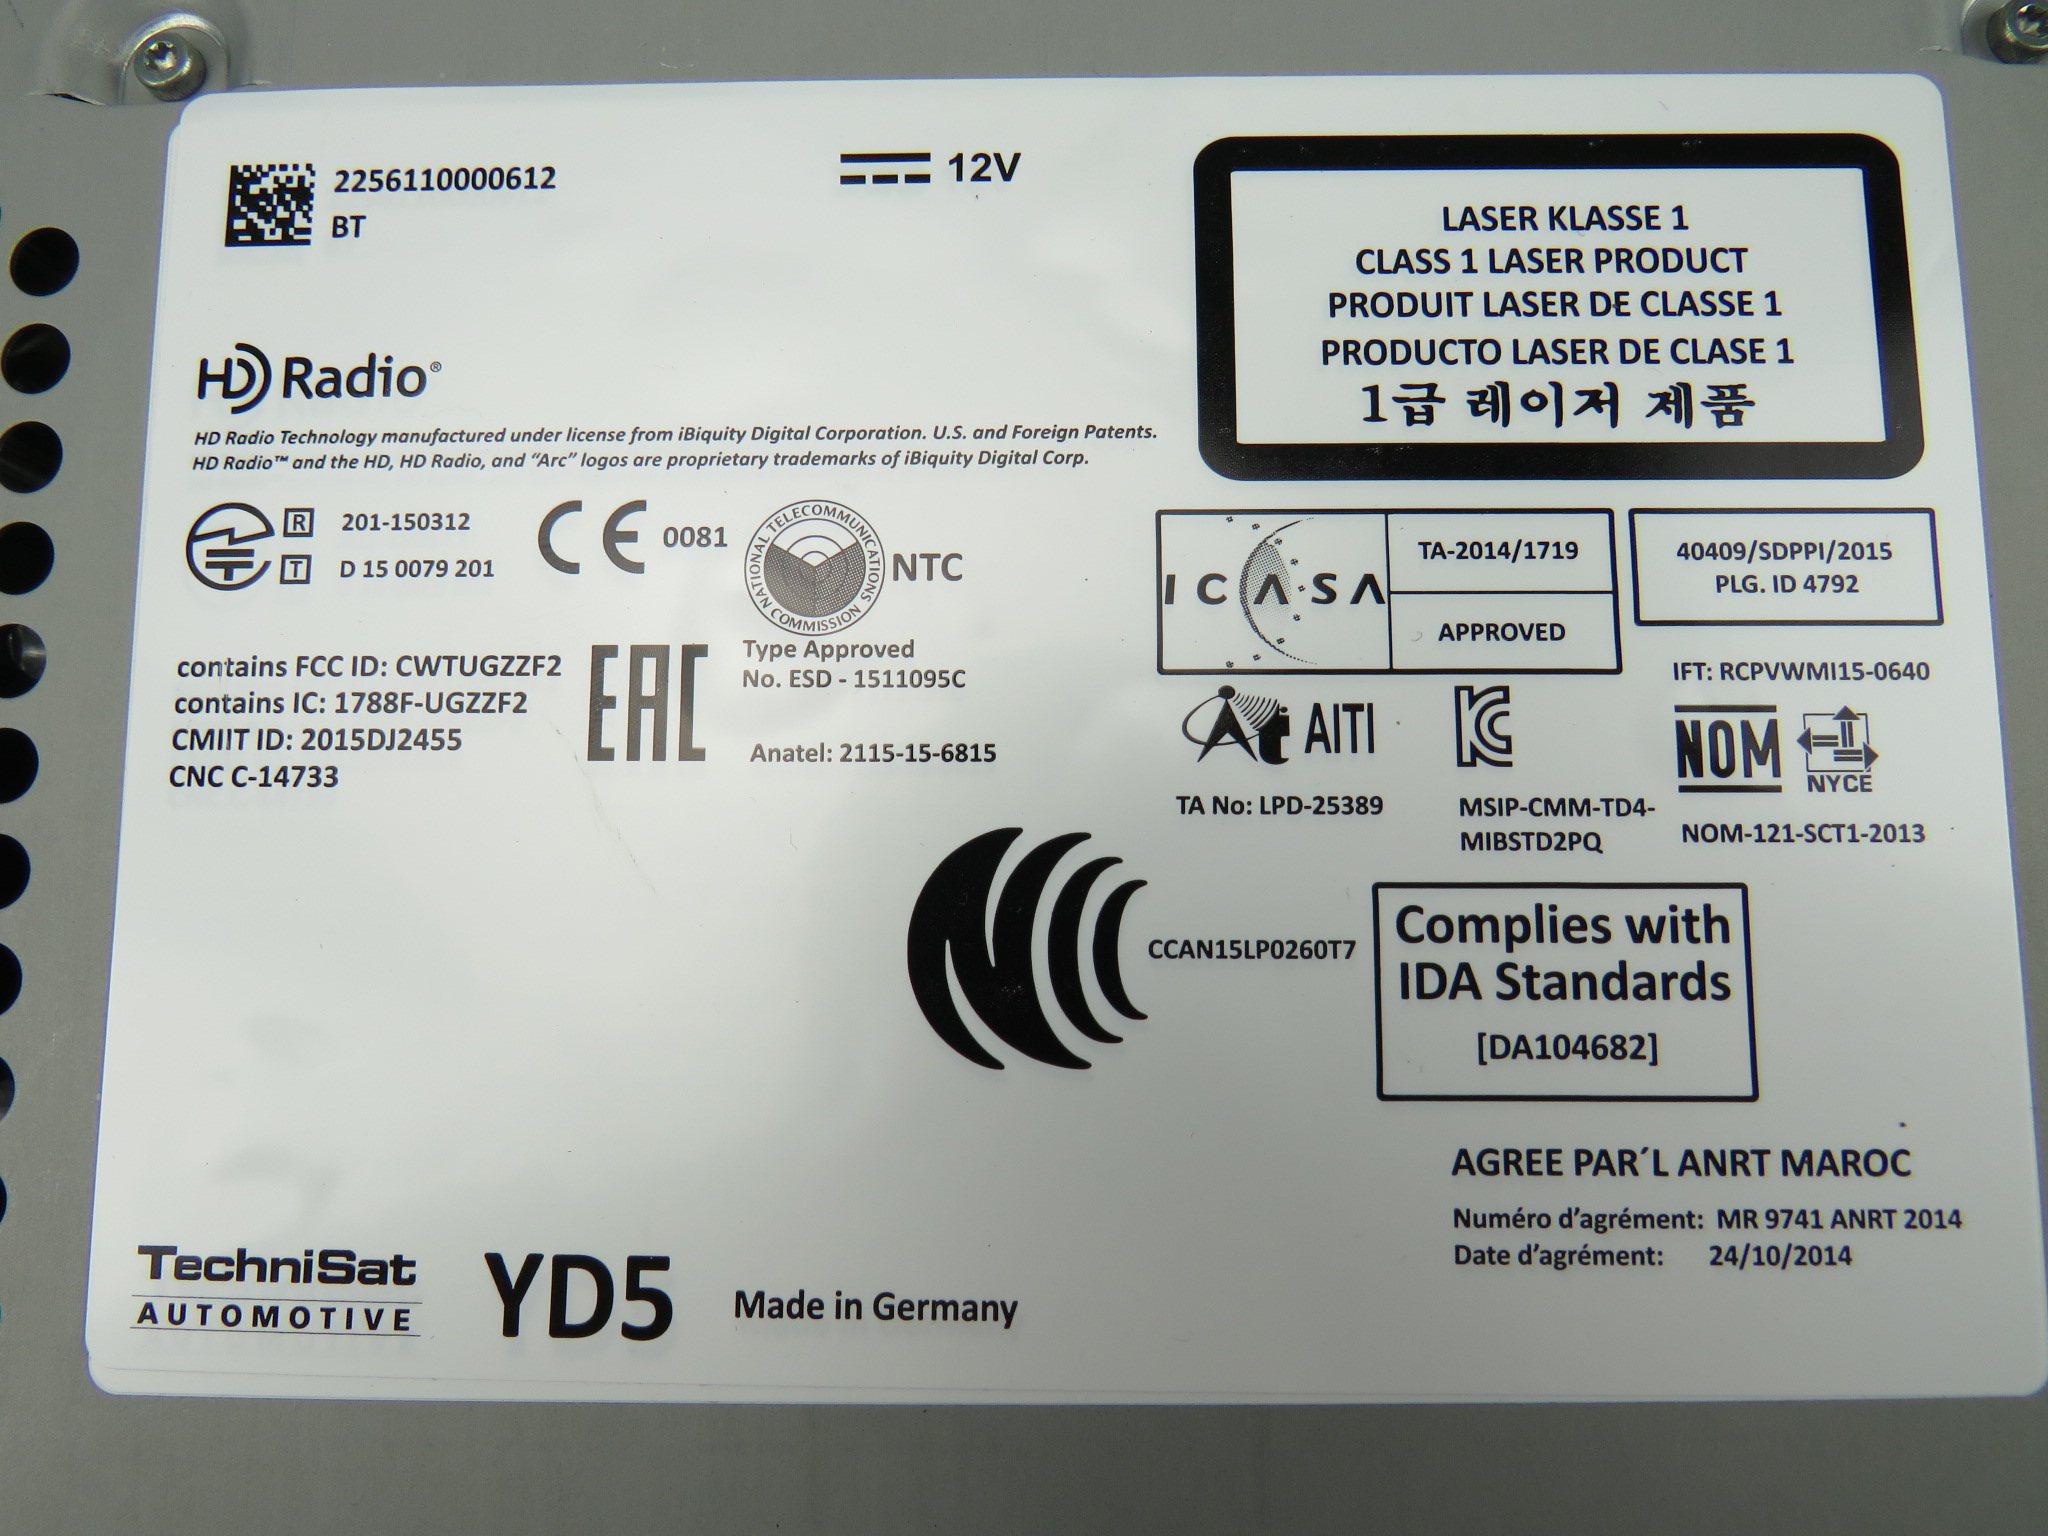 2256110000612
BT
12V
LASER KLASSE 1
CLASS 1 LASER PRODUCT
PRODUIT LASER DE CLASSE 1
PRODUCTO LASER DE CLASE 1
1급 레이저 제품
HD Radio®
HD Radio Technology manufactured under license from iBiquity Digital Corporation. U.S. and Foreign Patents.
HD Radio™ and the HD, HD Radio, and “Arc” logos are proprietary trademarks of iBiquity Digital Corp.
R 201-150312
T D 15 0079 201
CE 0081
NATIONAL TELECOMMUNICATIONS COMMISSION
NTC
Type Approved
No. ESD - 1511095C
ICASA
TA-2014/1719
APPROVED
40409/SDPPI/2015
PLG. ID 4792
contains FCC ID: CWTUGZZF2
contains IC: 1788F-UGZZF2
CMIIT ID: 2015DJ2455
CNC C-14733
EAC
Anatel: 2115-15-6815
At AITI
TA No: LPD-25389
KC
MSIP-CMM-TD4-
MIBSTD2PQ
IFT: RCPVWMI15-0640
NOM
NYCE
NOM-121-SCT1-2013
NCC
CCAN15LP0260T7
Complies with
IDA Standards
[DA104682]
AGREE PAR´L ANRT MAROC
Numéro d’agrément: MR 9741 ANRT 2014
Date d’agrément: 24/10/2014
TechniSat
AUTOMOTIVE
YD5
Made in Germany